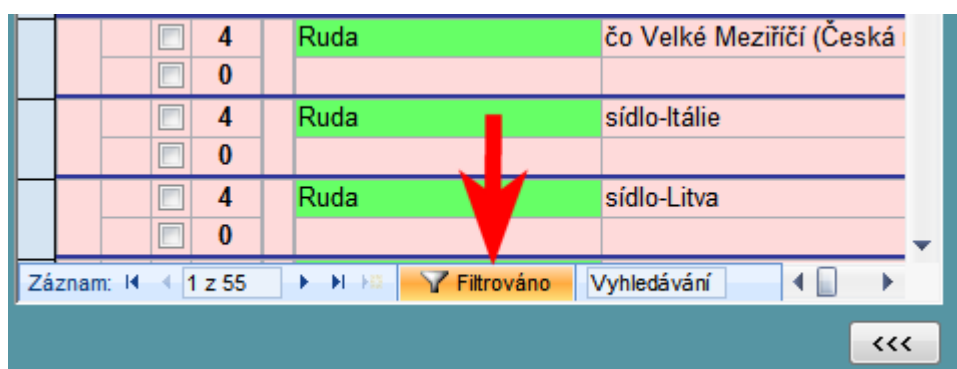 4 Ruda čo Velké Meziříčí (Česká
0
4 Ruda sídlo-Itálie
0
4 Ruda sídlo-Litva
0
Záznam: 1 z 55 Filtrováno Vyhledávání
<<<